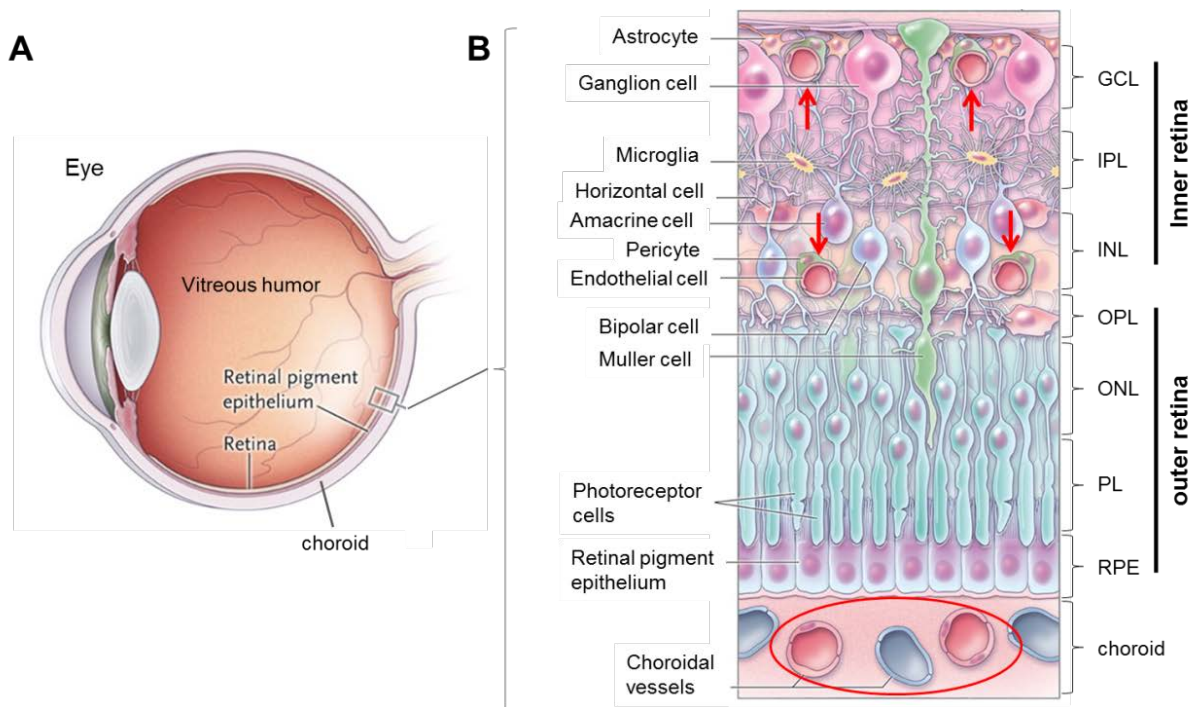 A
Eye
Vitreous humor
Retinal pigment
epithelium
Retina
choroid
B
Astrocyte
Ganglion cell
Microglia
Horizontal cell
Amacrine cell
Pericyte
Endothelial cell
Bipolar cell
Muller cell
Photoreceptor
cells
Retinal pigment
epithelium
Choroidal
vessels
GCL
IPL
INL
OPL
ONL
PL
RPE
choroid
Inner retina
outer retina